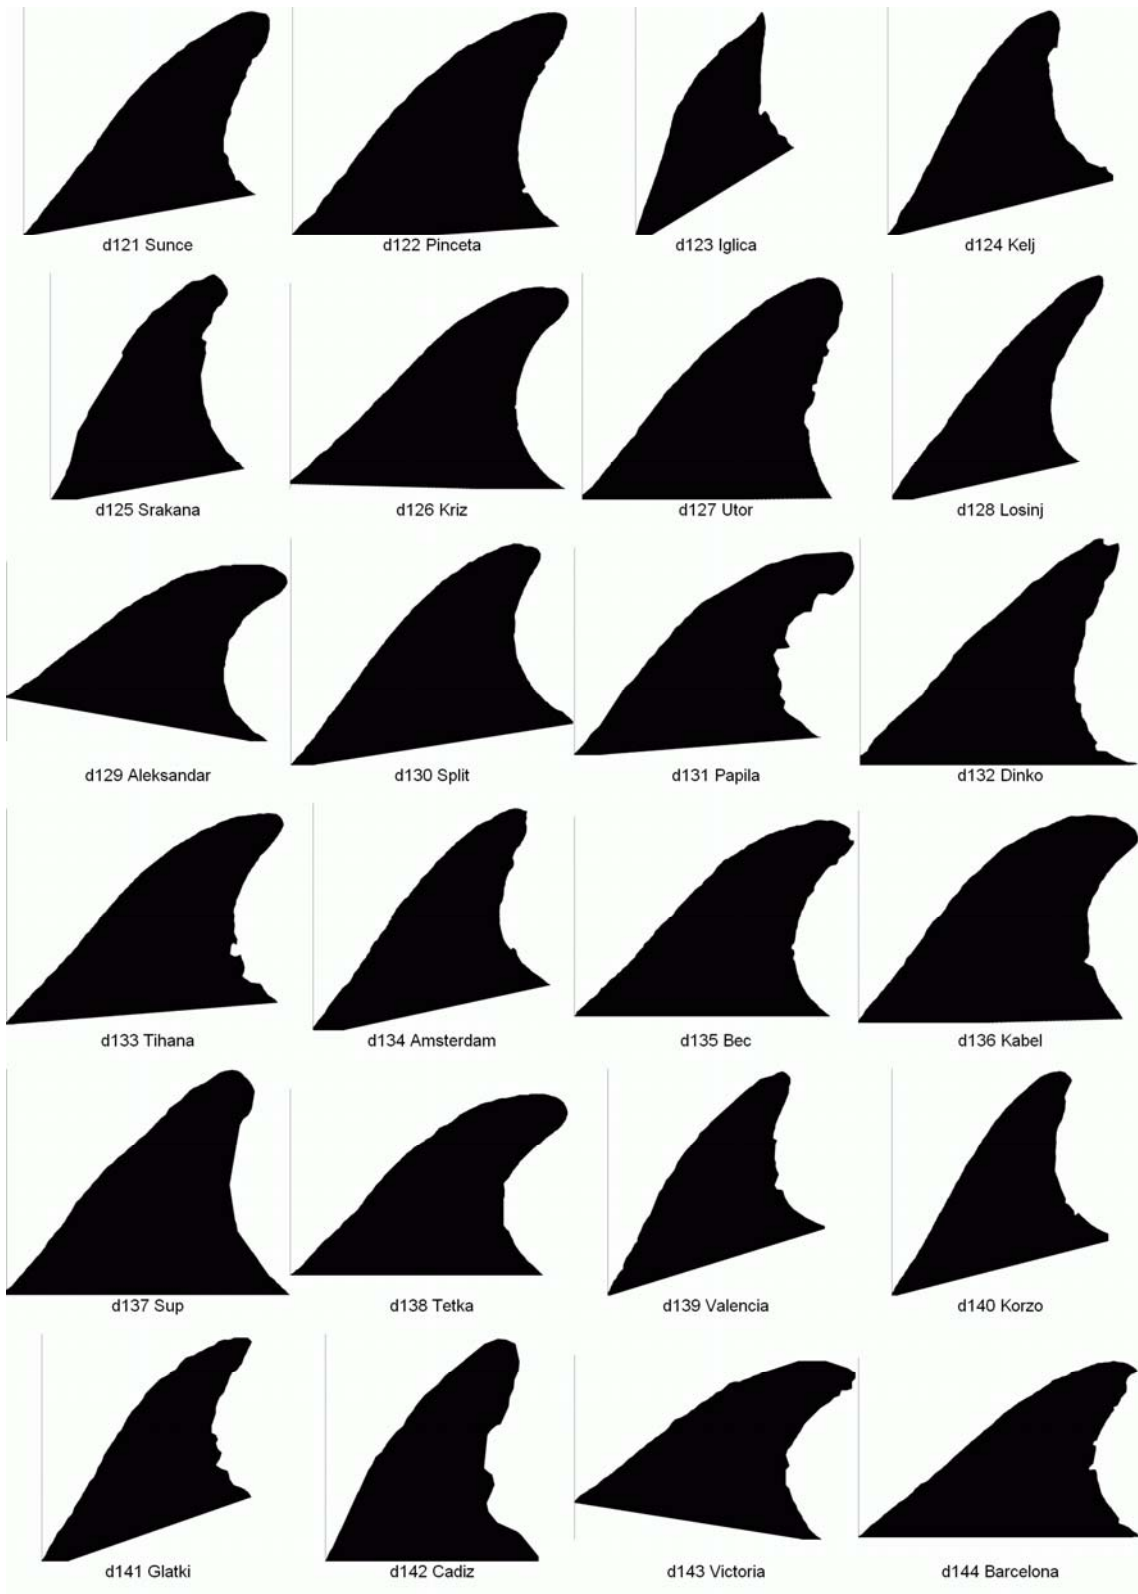 d121 Sunce d122 Pinceta d123 Iglica d124 Kelj
d125 Srakana d126 Kriz d127 Utor d128 Losinj
d129 Aleksandar d130 Split d131 Papila d132 Dinko
d133 Tihana d134 Amsterdam d135 Bec d136 Kabel
d137 Sup d138 Tetka d139 Valencia d140 Korzo
d141 Glatki d142 Cadiz d143 Victoria d144 Barcelona